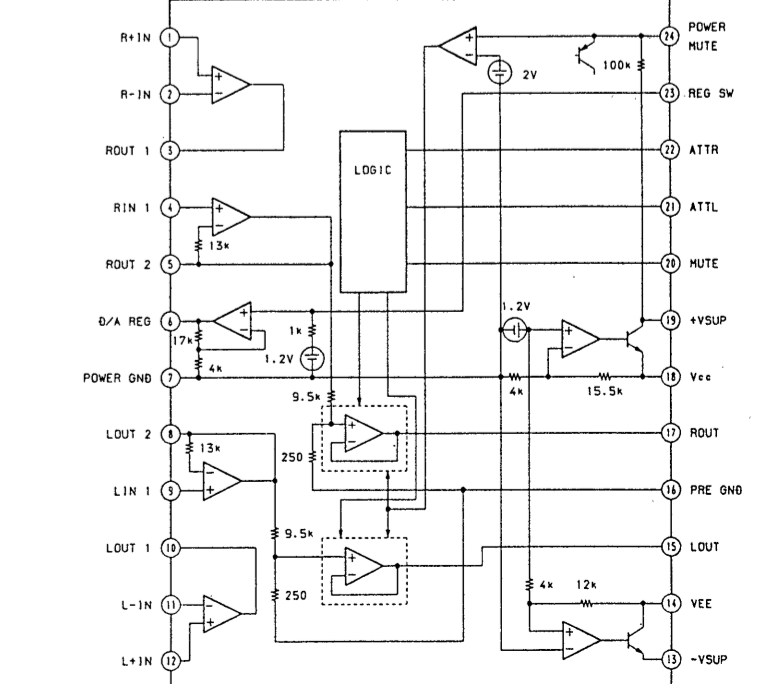 R+IN 1
24 POWER MUTE
2V
100k
R-IN 2
23 REG SW
ROUT 1 3
LOGIC
22 ATTR
RIN 1 4
21 ATTL
13k
ROUT 2 5
20 MUTE
1.2V
D/A REG 6
19 +VSUP
17k
1k
1.2V
4k
POWER GND 7
18 Vcc
9.5k
4k
15.5k
LOUT 2 8
17 ROUT
13k
250
LIN 1 9
16 PRE GND
9.5k
LOUT 1 10
15 LOUT
4k
12k
250
L-IN 11
14 VEE
L+IN 12
13 -VSUP